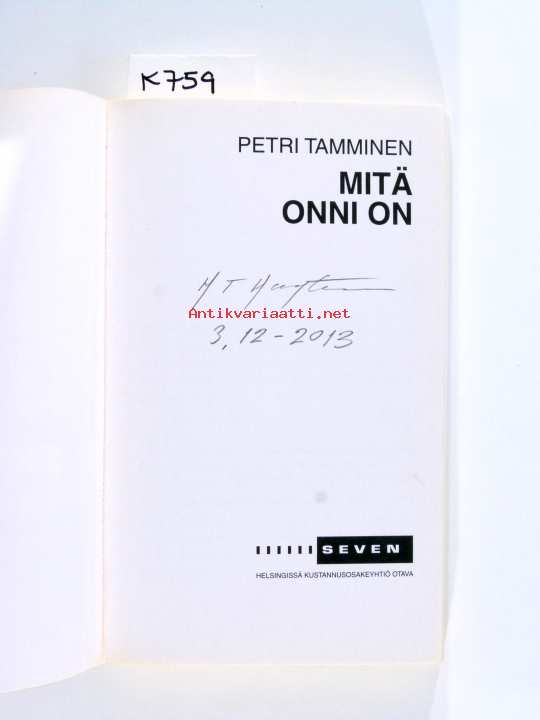 K759
PETRI TAMMINEN
MITÄ
ONNI ON
Antikvariaatti.net
3.12-2013
SEVEN
HELSINGISSÄ KUSTANNUSOSAKEYHTIÖ OTAVA